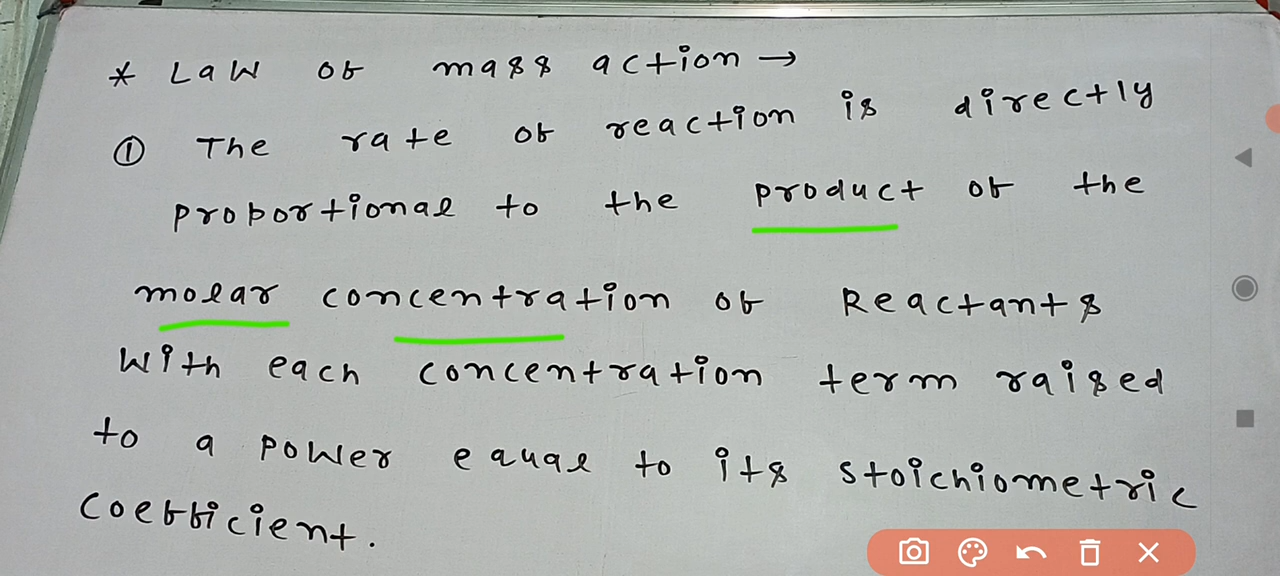 * Law of mass action →
① The rate of reaction is directly
proportional to the product of the
molar concentration of Reactants
with each concentration term raised
to a power equal to its stoichiometric
Coefficient.